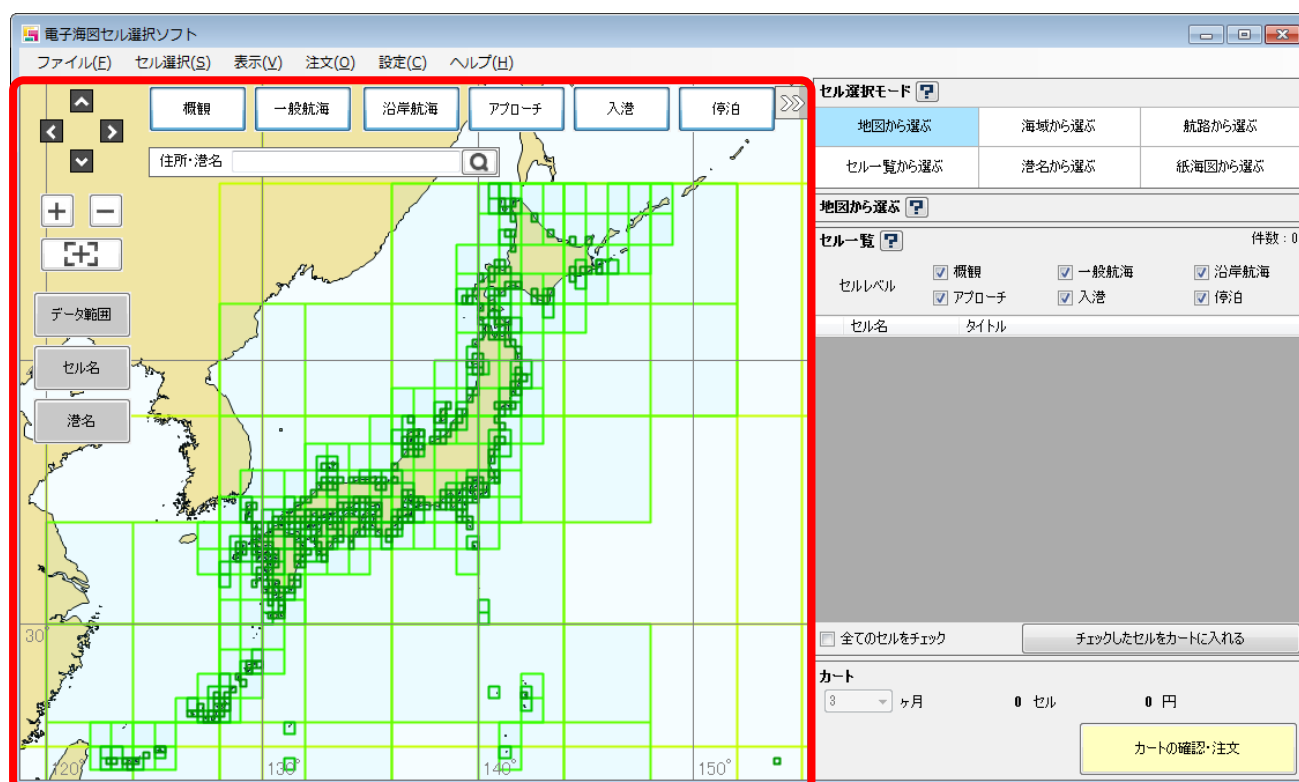 電子海図セル選択ソフト
ファイル(F) セル選択(S) 表示(V) 注文(O) 設定(C) ヘルプ(H)
概観 一般航海 沿岸航海 アプローチ 入港 停泊
住所・港名
データ範囲
セル名
港名
30°
120° 130° 140° 150°
セル選択モード ?
地図から選ぶ 海域から選ぶ 航路から選ぶ
セル一覧から選ぶ 港名から選ぶ 紙海図から選ぶ
地図から選ぶ ?
セル一覧 ? 件数:0
セルレベル
概観 一般航海 沿岸航海
アプローチ 入港 停泊
セル名 タイトル
全てのセルをチェック チェックしたセルをカートに入れる
カート
3 ヶ月 0 セル 0 円
カートの確認・注文